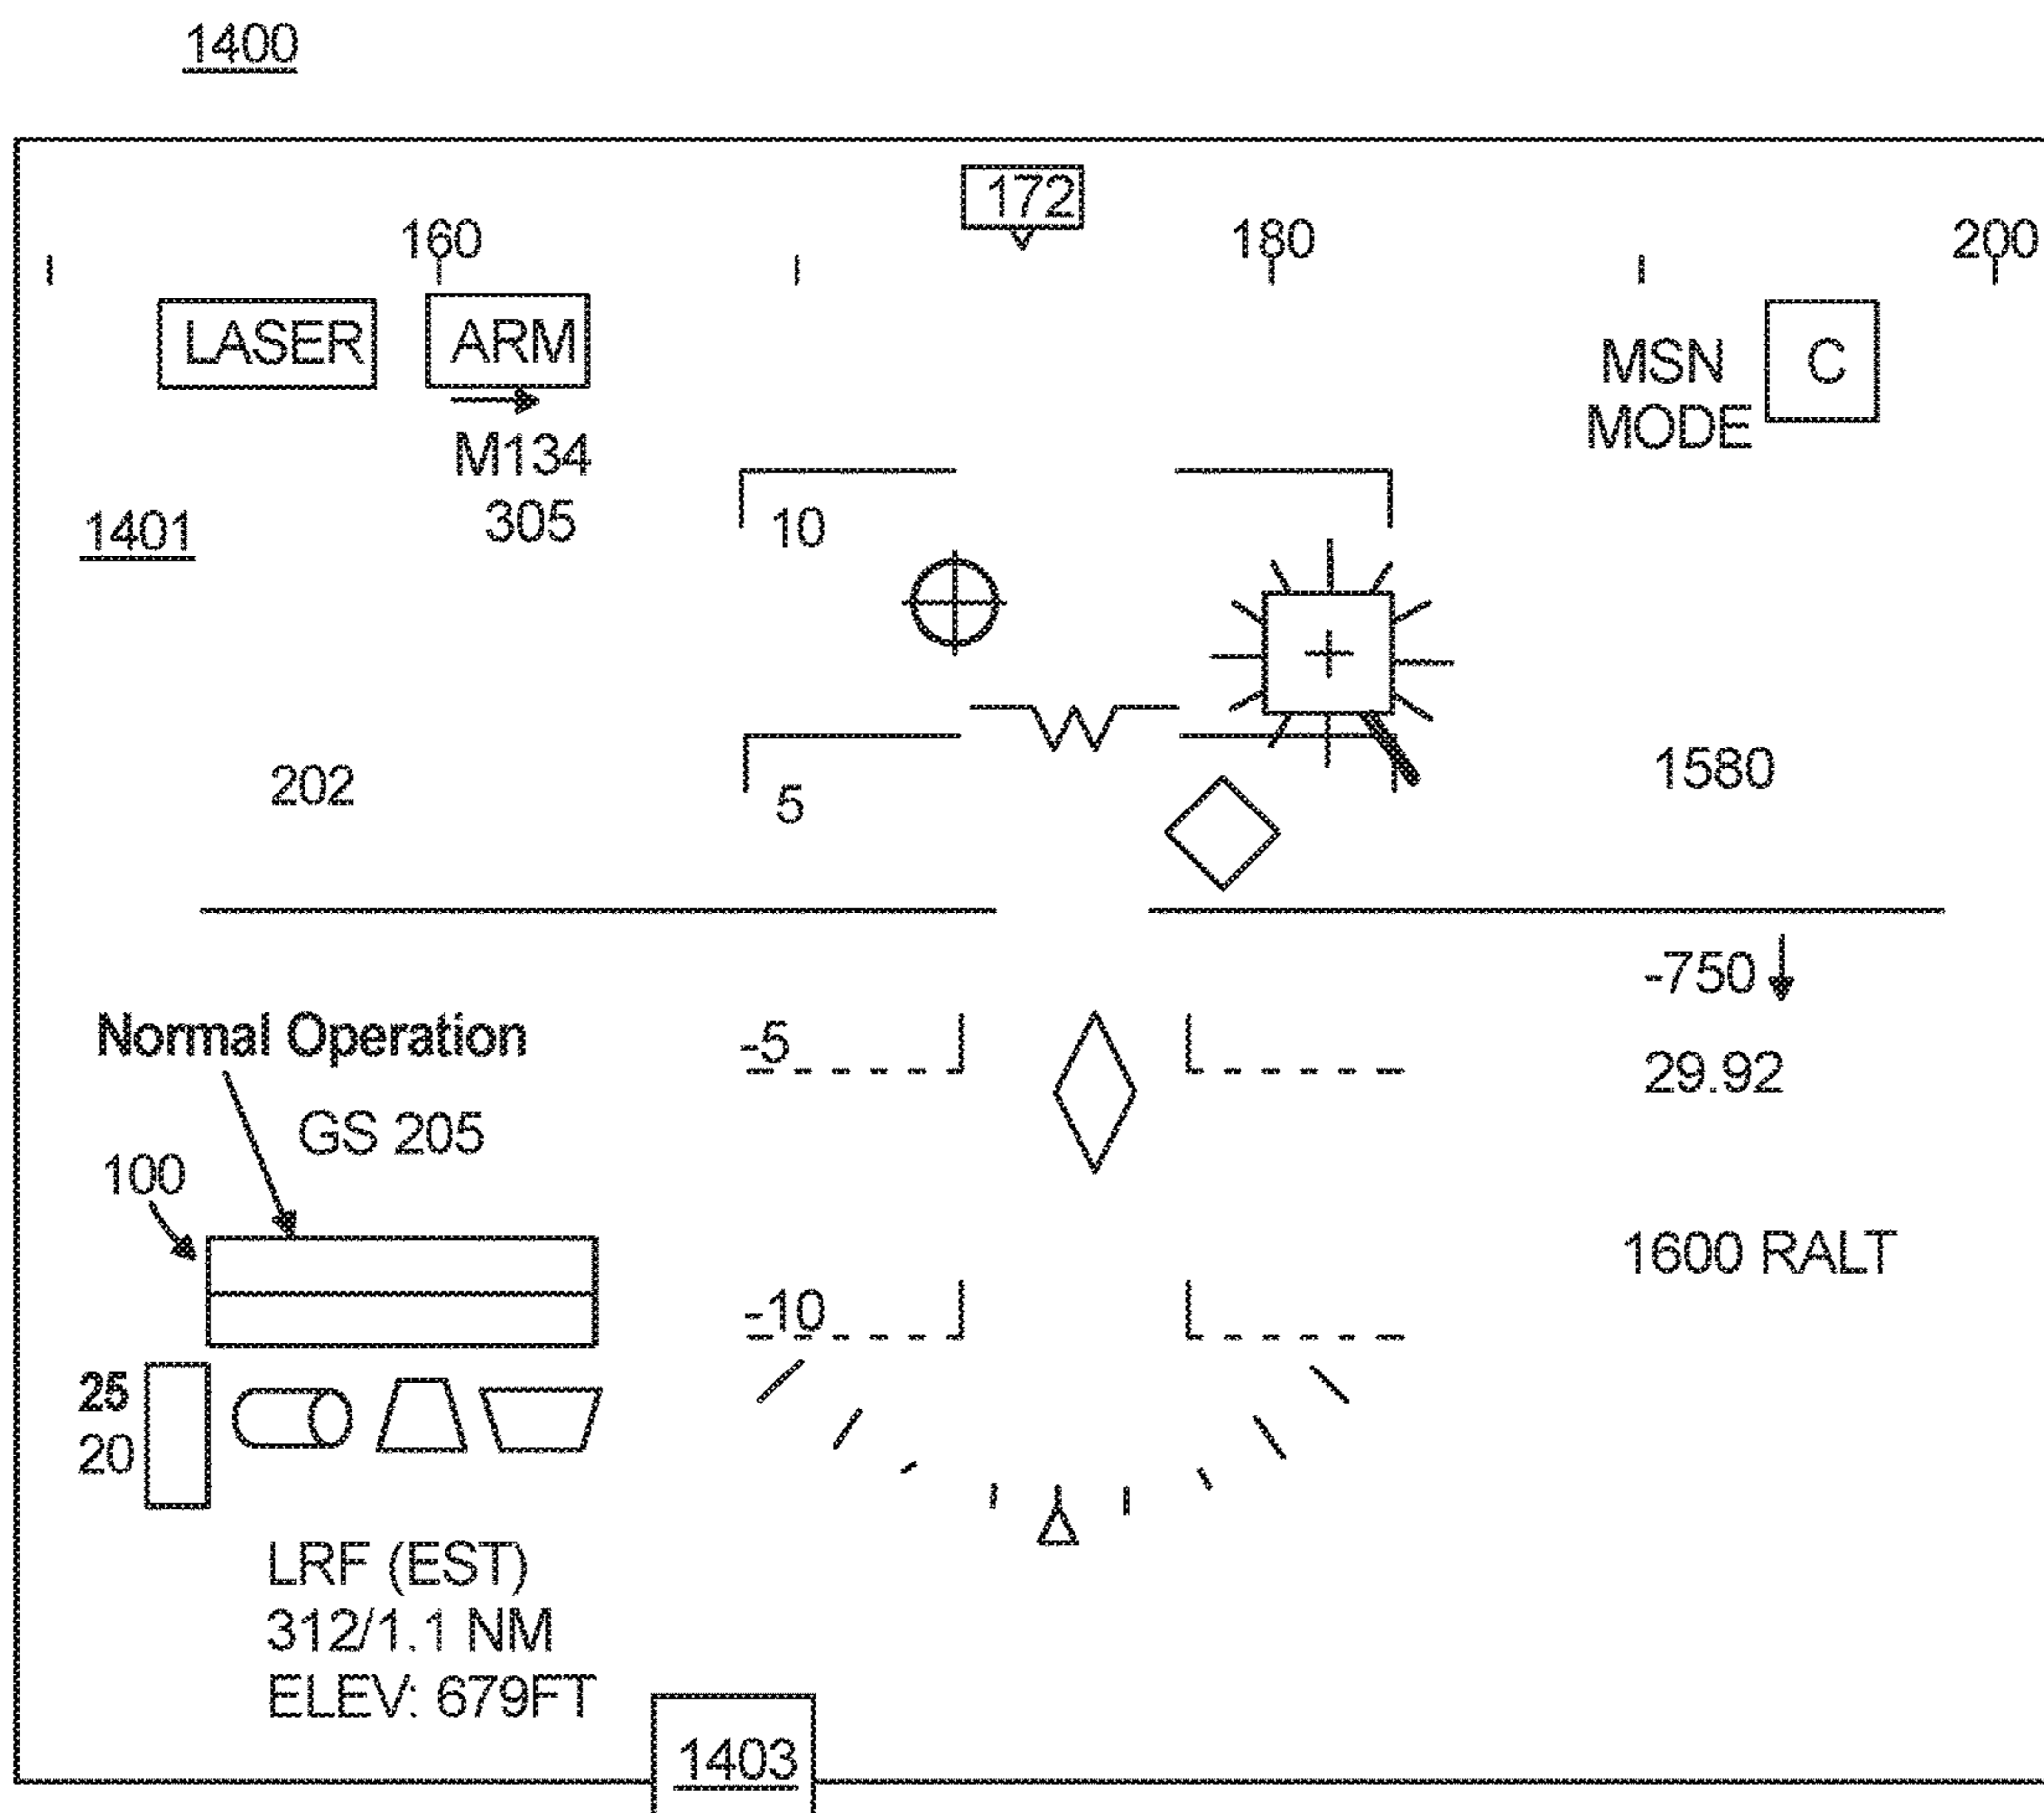 1400
172
160 180 200
LASER ARM
MSN C
MODE
M134
305
1401
10
202
5
1580
-750
Normal Operation
-5
29.92
GS 205
100
1600 RALT
-10
25
20
LRF (EST)
312/1.1 NM
ELEV: 679FT
1403